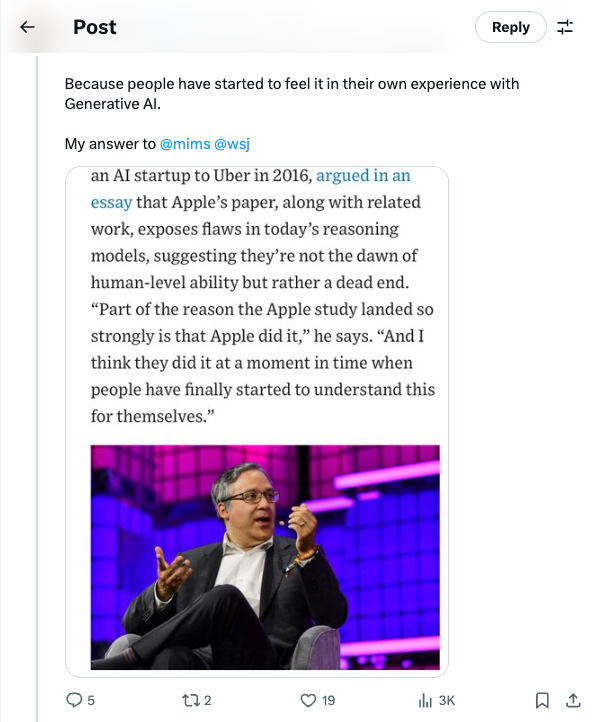 Post
Reply
Because people have started to feel it in their own experience with
Generative AI.
My answer to @mims @wsj
an AI startup to Uber in 2016, argued in an
essay that Apple’s paper, along with related
work, exposes flaws in today’s reasoning
models, suggesting they’re not the dawn of
human-level ability but rather a dead end.
“Part of the reason the Apple study landed so
strongly is that Apple did it,” he says. “And I
think they did it at a moment in time when
people have finally started to understand this
for themselves.”
5
2
19
3K